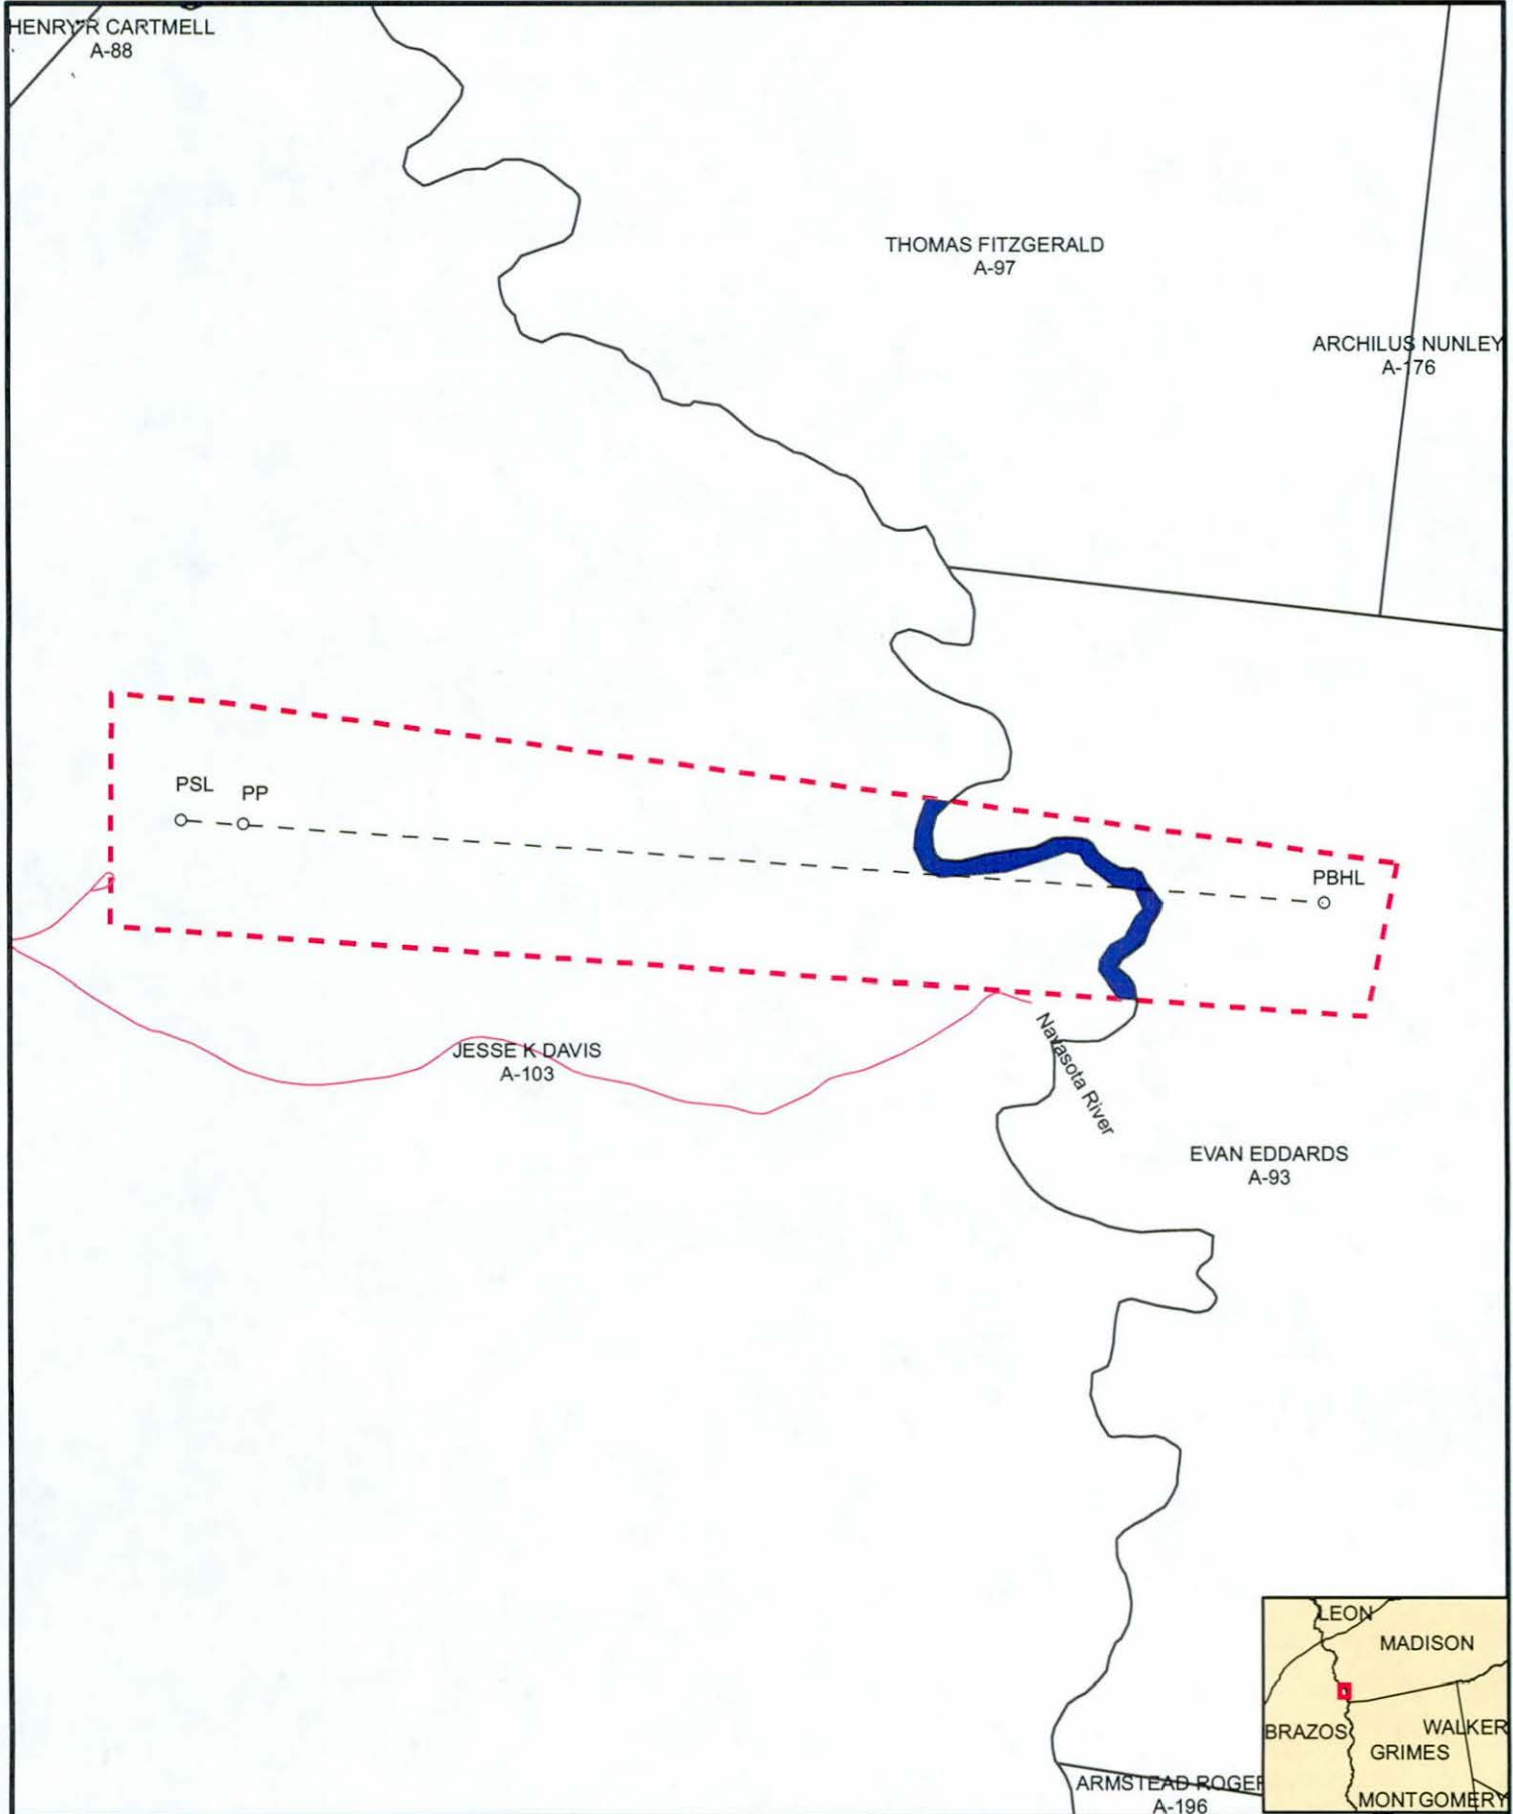 HENRY R CARTMELL
A-88
THOMAS FITZGERALD
A-97
ARCHILUS NUNLEY
A-176
PSL
PP
PBHL
Navasota River
JESSE K DAVIS
A-103
EVAN EDDARDS
A-93
LEON
MADISON
BRAZOS
WALKER
GRIMES
MONTGOMERY
ARMSTEAD ROGER
A-196